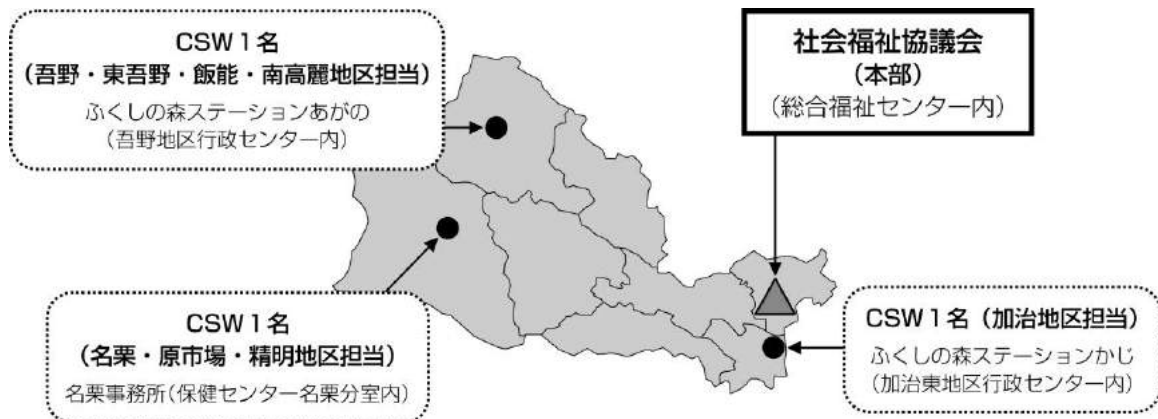 CSW1名
(吾野・東吾野・飯能・南高麗地区担当)
ふくしの森ステーションあがの
(吾野地区行政センター内)
社会福祉協議会
(本部)
(総合福祉センター内)
CSW1名
(名栗・原市場・精明地区担当)
名栗事務所(保健センター名栗分室内)
CSW1名(加治地区担当)
ふくしの森ステーションかじ
(加治東地区行政センター内)